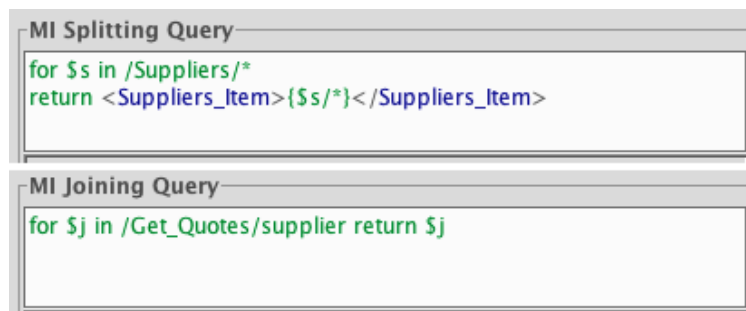 MI Splitting Query
for $s in /Suppliers/*
return <Suppliers_Item>{$s/*}</Suppliers_Item>
MI Joining Query
for $j in /Get_Quotes/supplier return $j